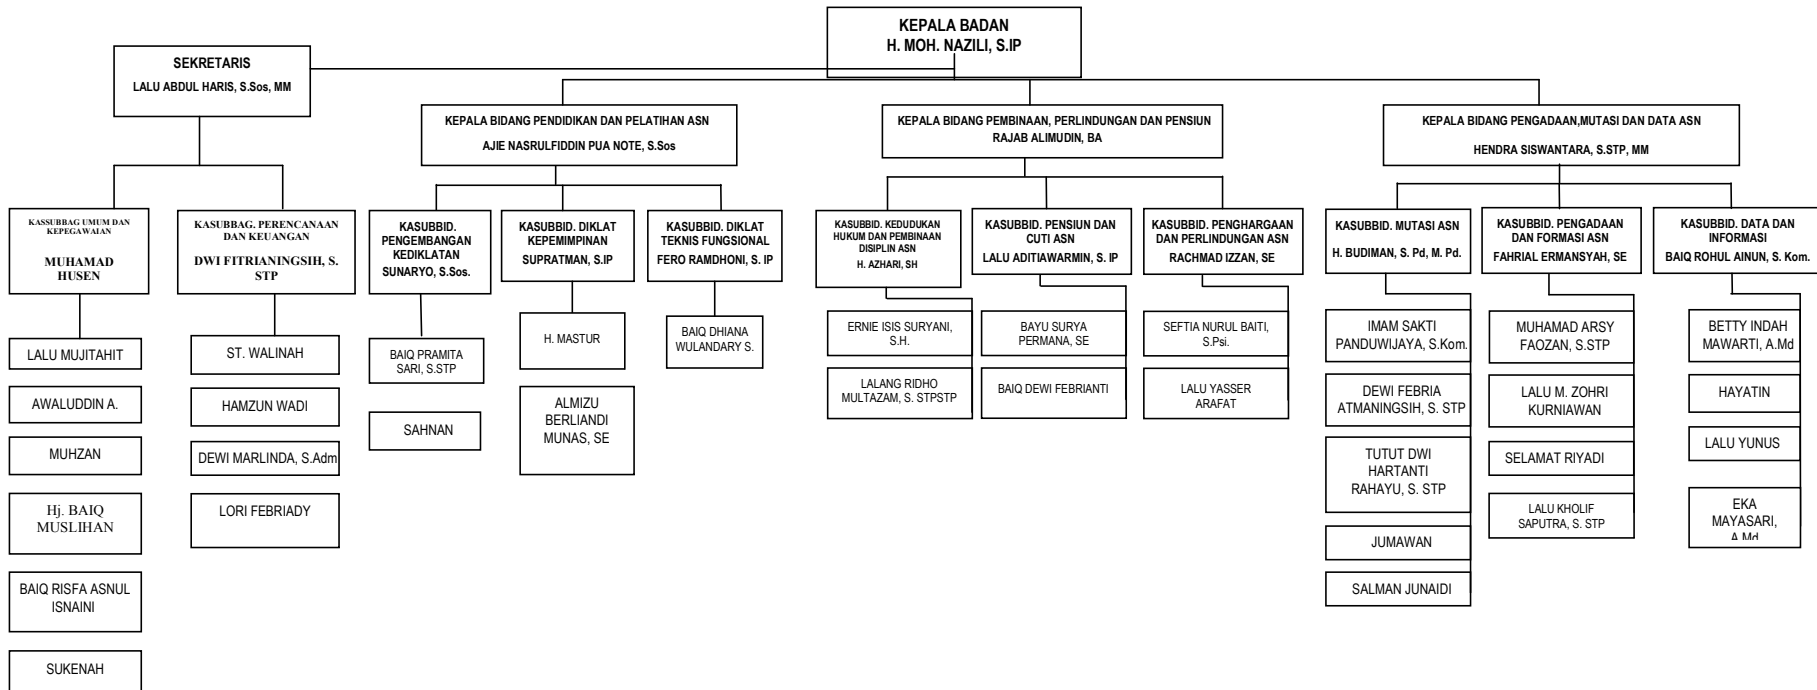 KEPALA BADAN
H. MOH. NAZILI, S.IP
SEKRETARIS
LALU ABDUL HARIS, S.Sos, MM
KEPALA BIDANG PENDIDIKAN DAN PELATIHAN ASN
AJIE NASRULFIDDIN PUA NOTE, S.Sos
KEPALA BIDANG PEMBINAAN, PERLINDUNGAN DAN PENSIUN
RAJAB ALIMUDIN, BA
KEPALA BIDANG PENGADAAN,MUTASI DAN DATA ASN
HENDRA SISWANTARA, S.STP, MM
KASSUBBAG UMUM DAN
KEPEGAWAIAN
MUHAMAD
HUSEN
KASUBBAG. PERENCANAAN
DAN KEUANGAN
DWI FITRIANINGSIH, S.
STP
KASUBBID.
PENGEMBANGAN
KEDIKLATAN
SUNARYO, S.Sos.
KASUBBID. DIKLAT
KEPEMIMPINAN
SUPRATMAN, S.IP
KASUBBID. DIKLAT
TEKNIS FUNGSIONAL
FERO RAMDHONI, S. IP
KASUBBID. KEDUDUKAN
HUKUM DAN PEMBINAAN
DISIPLIN ASN
H. AZHARI, SH
KASUBBID. PENSIUN DAN
CUTI ASN
LALU ADITIAWARMIN, S. IP
KASUBBID. PENGHARGAAN
DAN PERLINDUNGAN ASN
RACHMAD IZZAN, SE
KASUBBID. MUTASI ASN
H. BUDIMAN, S. Pd, M. Pd.
KASUBBID. PENGADAAN
DAN FORMASI ASN
FAHRIAL ERMANSYAH, SE
KASUBBID. DATA DAN
INFORMASI
BAIQ ROHUL AINUN, S. Kom.
LALU MUJITAHIT
AWALUDDIN A.
MUHZAN
Hj. BAIQ
MUSLIHAN
BAIQ RISFA ASNUL
ISNAINI
SUKENAH
ST. WALINAH
HAMZUN WADI
DEWI MARLINDA, S.Adm
LORI FEBRIADY
BAIQ PRAMITA
SARI, S.STP
SAHNAN
H. MASTUR
ALMIZU
BERLIANDI
MUNAS, SE
BAIQ DHIANA
WULANDARY S.
ERNIE ISIS SURYANI,
S.H.
LALANG RIDHO
MULTAZAM, S. STPSTP
BAYU SURYA
PERMANA, SE
BAIQ DEWI FEBRIANTI
SEFTIA NURUL BAITI,
S.Psi.
LALU YASSER
ARAFAT
IMAM SAKTI
PANDUWIJAYA, S.Kom.
DEWI FEBRIA
ATMANINGSIH, S. STP
TUTUT DWI
HARTANTI
RAHAYU, S. STP
JUMAWAN
SALMAN JUNAIDI
MUHAMAD ARSY
FAOZAN, S.STP
LALU M. ZOHRI
KURNIAWAN
SELAMAT RIYADI
LALU KHOLIF
SAPUTRA, S. STP
BETTY INDAH
MAWARTI, A.Md
HAYATIN
LALU YUNUS
EKA
MAYASARI,
A.Md